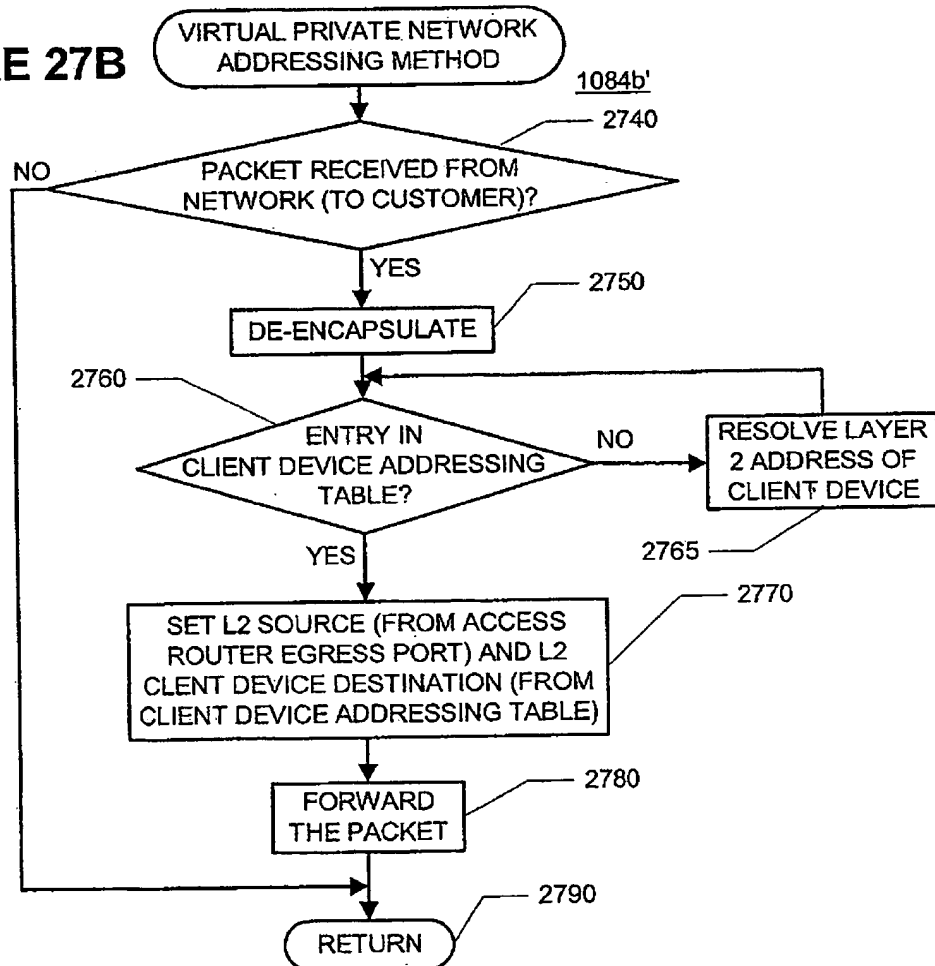 VIRTUAL PRIVATE NETWORK
ADDRESSING METHOD
E 27B
1084b'
2740
NO
PACKET RECEIVED FROM
NETWORK (TO CUSTOMER)?
YES
2750
DE-ENCAPSULATE
2760
ENTRY IN
CLIENT DEVICE ADDRESSING
TABLE?
NO
RESOLVE LAYER
2 ADDRESS OF
CLIENT DEVICE
2765
YES
2770
SET L2 SOURCE (FROM ACCESS
ROUTER EGRESS PORT) AND L2
CLENT DEVICE DESTINATION (FROM
CLIENT DEVICE ADDRESSING TABLE)
2780
FORWARD
THE PACKET
2790
RETURN